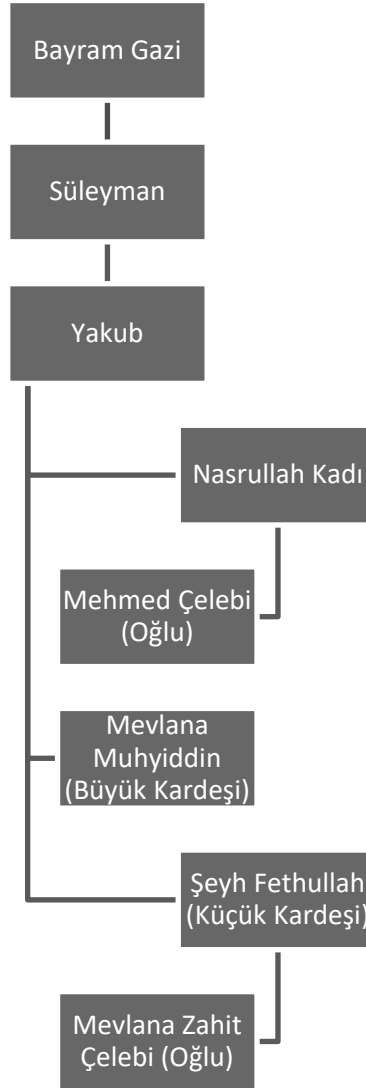 Bayram Gazi
Süleyman
Yakub
Nasrullah Kadı
Mehmed Çelebi
(Oğlu)
Mevlana
Muhyiddin
(Büyük Kardeşi)
Şeyh Fethullah
(Küçük Kardeşi)
Mevlana Zahit
Çelebi (Oğlu)